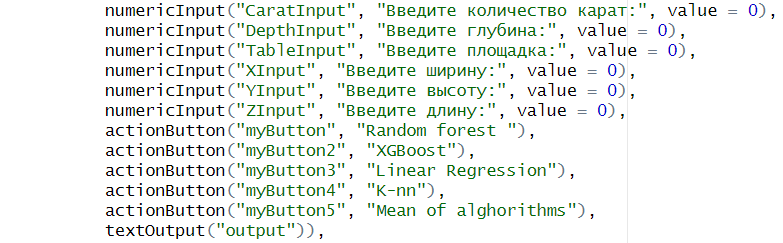 numericInput("CaratInput", "Введите количество карат:", value = 0),
numericInput("DepthInput", "Введите глубина:", value = 0),
numericInput("TableInput", "Введите площадка:", value = 0),
numericInput("XInput", "Введите ширину:", value = 0),
numericInput("YInput", "Введите высоту:", value = 0),
numericInput("ZInput", "Введите длину:", value = 0),
actionButton("myButton", "Random forest "),
actionButton("myButton2", "XGBoost"),
actionButton("myButton3", "Linear Regression"),
actionButton("myButton4", "K-nn"),
actionButton("myButton5", "Mean of alghorithms"),
textOutput("output")),